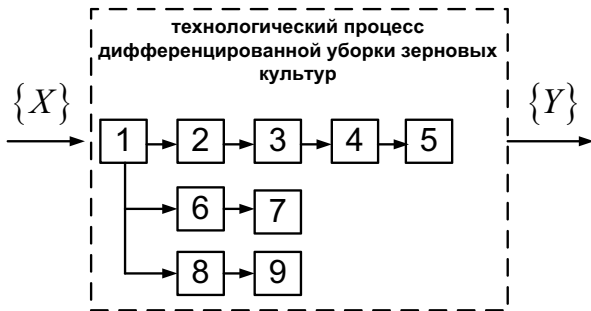 технологический процесс
дифференцированной уборки зерновых
культур
{X}
{Y}
1 2 3 4 5
6 7
8 9